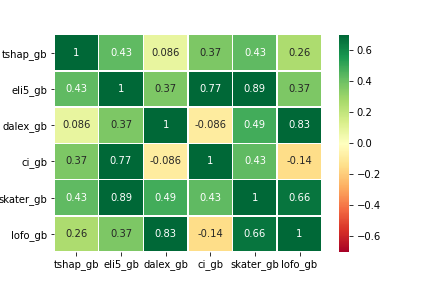 tshap_gb 1 0.43 0.086 0.37 0.43 0.26
eli5_gb 0.43 1 0.37 0.77 0.89 0.37
dalex_gb 0.086 0.37 1 -0.086 0.49 0.83
ci_gb 0.37 0.77 -0.086 1 0.43 -0.14
skater_gb 0.43 0.89 0.49 0.43 1 0.66
lofo_gb 0.26 0.37 0.83 -0.14 0.66 1
tshap_gb eli5_gb dalex_gb ci_gb skater_gb lofo_gb
0.6
0.4
0.2
0.0
−0.2
−0.4
−0.6